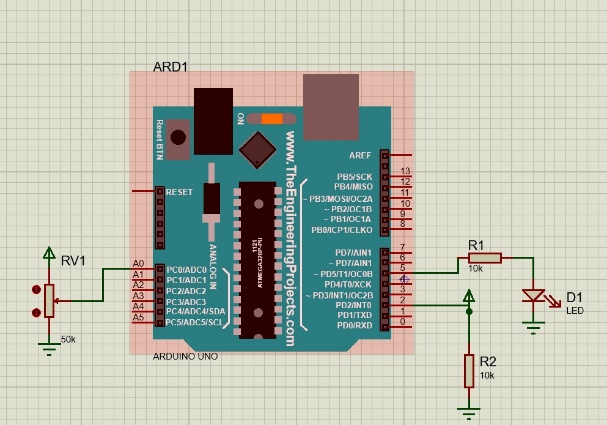 ARD1
Reset BTN
ON
www.TheEngineeringProjects.com
ANALOG IN
RESET
AREF
PB5/SCK
PB4/MISO
~ PB3/MOSI/OC2A
~ PB2/OC1B
~ PB1/OC1A
PB0/ICP1/CLKO
13
12
11
10
9
8
PD7/AIN1
~ PD7/AIN1
~ PD5/T1/OC0B
PD4/T0/XCK
~ PD3/INT1/OC2B
PD2/INT0
PD1/TXD
PD0/RXD
7
6
5
4
3
2
1
0
A0
A1
A2
A3
A4
A5
PC0/ADC0
PC1/ADC1
PC2/ADC2
PC3/ADC3
PC4/ADC4/SDA
PC5/ADC5/SCL
1121
ARDUINO UNO
RV1
50k
R1
10k
D1
LED
R2
10k